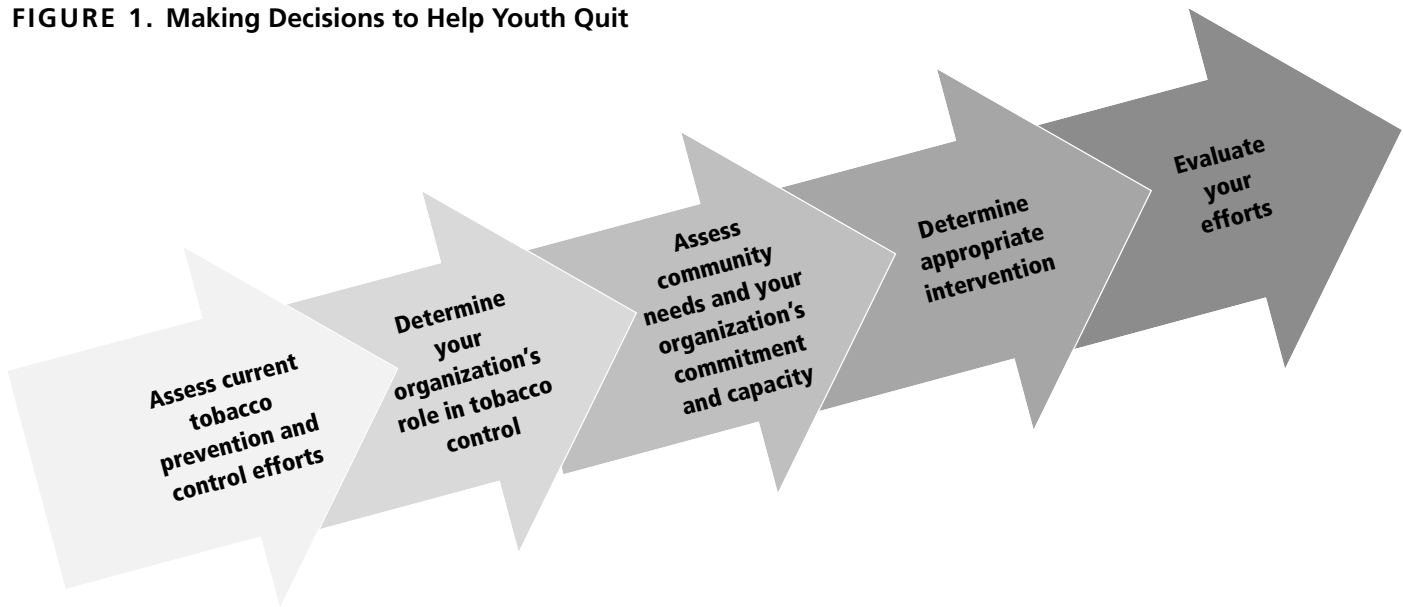 FIGURE 1. Making Decisions to Help Youth Quit
Assess current
tobacco
prevention and
control efforts
Determine
your
organization's
role in tobacco
control
Assess
community
needs and your
organization's
commitment
and capacity
Determine
appropriate
intervention
Evaluate
your
efforts